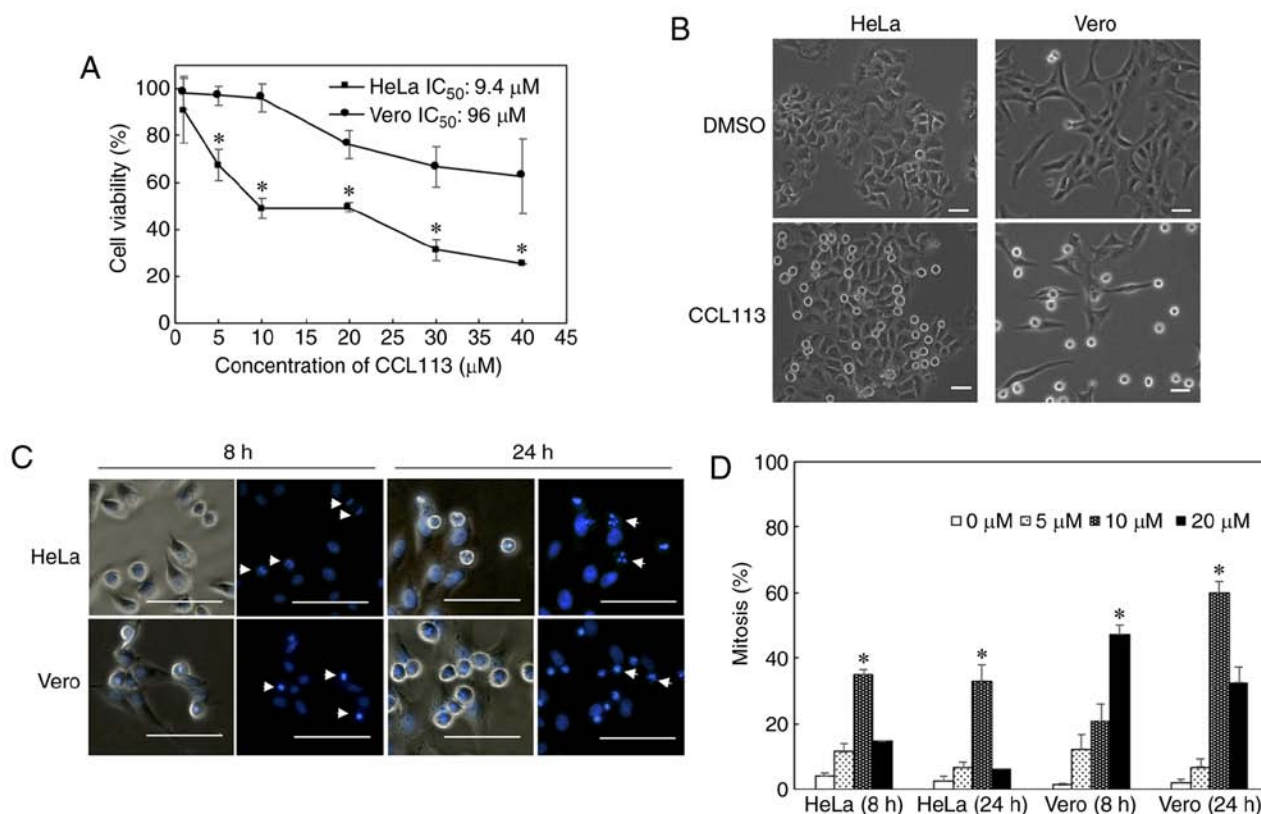 A
100
80
60
40
20
0
Cell viability (%)
HeLa IC50: 9.4 μM
Vero IC50: 96 μM
*
*
*
*
*
0 5 10 15 20 25 30 35 40 45
Concentration of CCL113 (μM)
B
HeLa Vero
DMSO
CCL113
C
8 h 24 h
HeLa
Vero
D
100
80
60
40
20
0
Mitosis (%)
0 μM 5 μM 10 μM 20 μM
*
*
*
*
HeLa (8 h) HeLa (24 h) Vero (8 h) Vero (24 h)